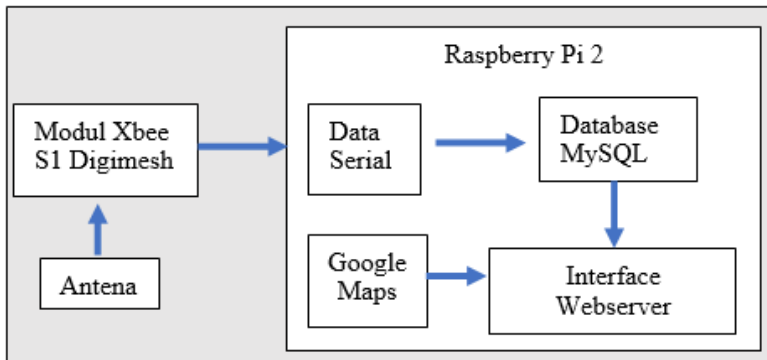 Raspberry Pi 2
Modul Xbee
S1 Digimesh
Data
Serial
Database
MySQL
Antena
Google
Maps
Interface
Webserver